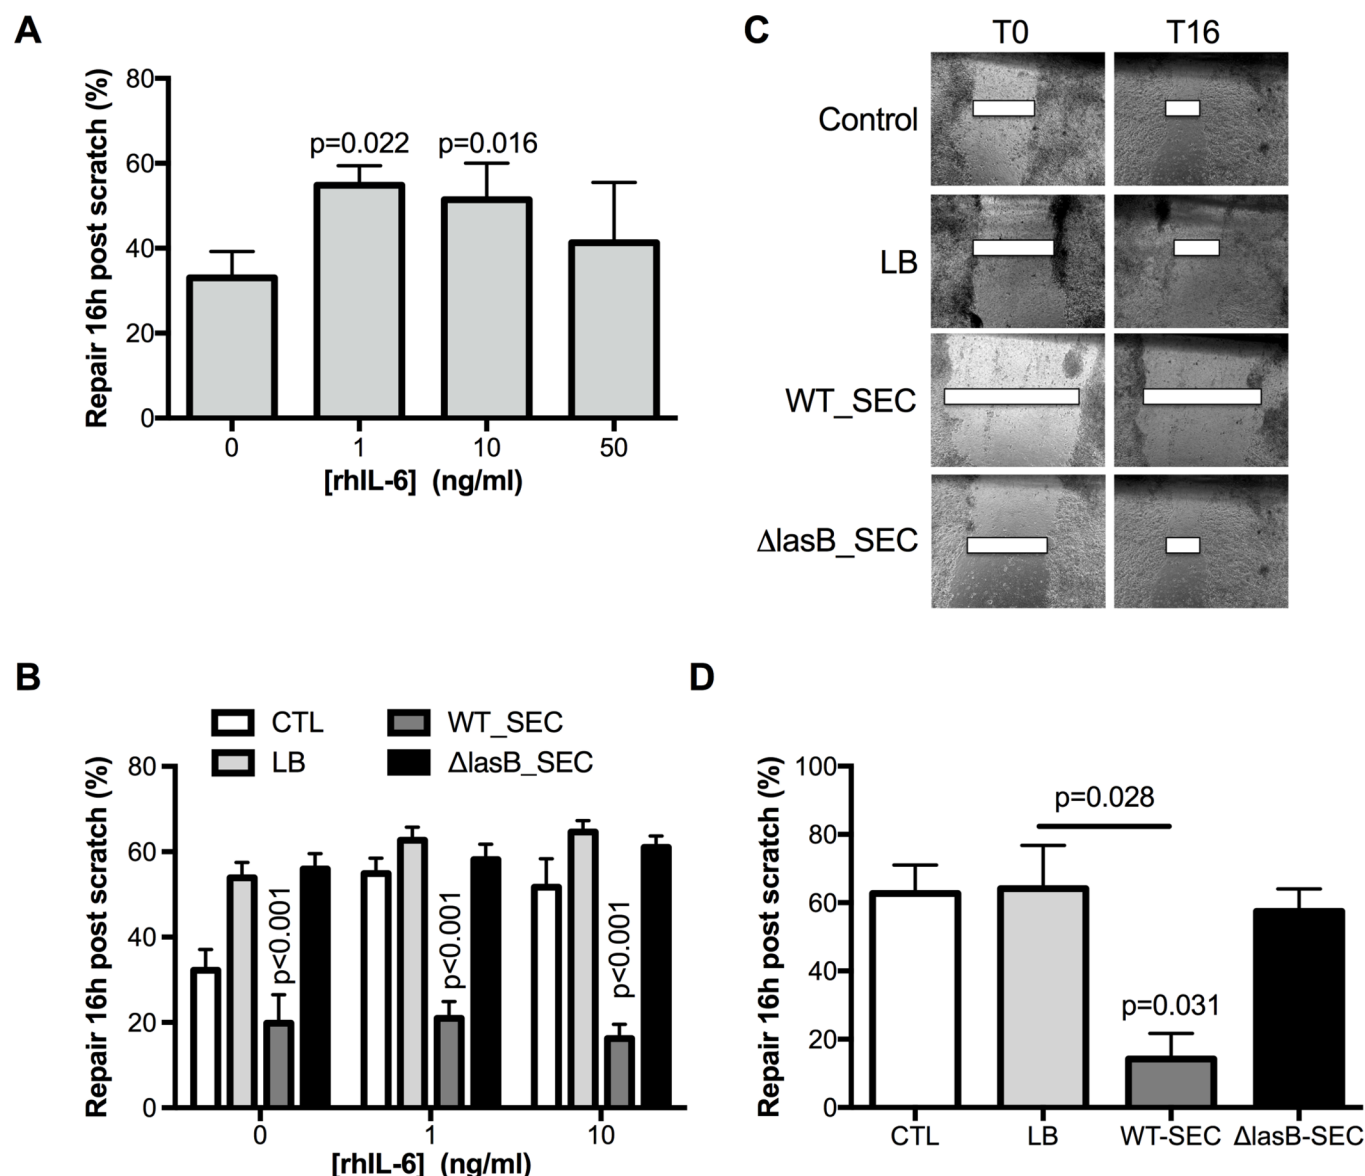 A
Repair 16h post scratch (%)
80
60
40
20
0
p=0.022
p=0.016
0
1
10
50
[rhIL-6] (ng/ml)
C
T0
T16
Control
LB
WT_SEC
ΔlasB_SEC
B
CTL
WT_SEC
LB
ΔlasB_SEC
Repair 16h post scratch (%)
80
60
40
20
0
p<0.001
p<0.001
p<0.001
0
1
10
[rhIL-6] (ng/ml)
D
Repair 16h post scratch (%)
100
80
60
40
20
0
p=0.028
p=0.031
CTL
LB
WT-SEC
ΔlasB-SEC